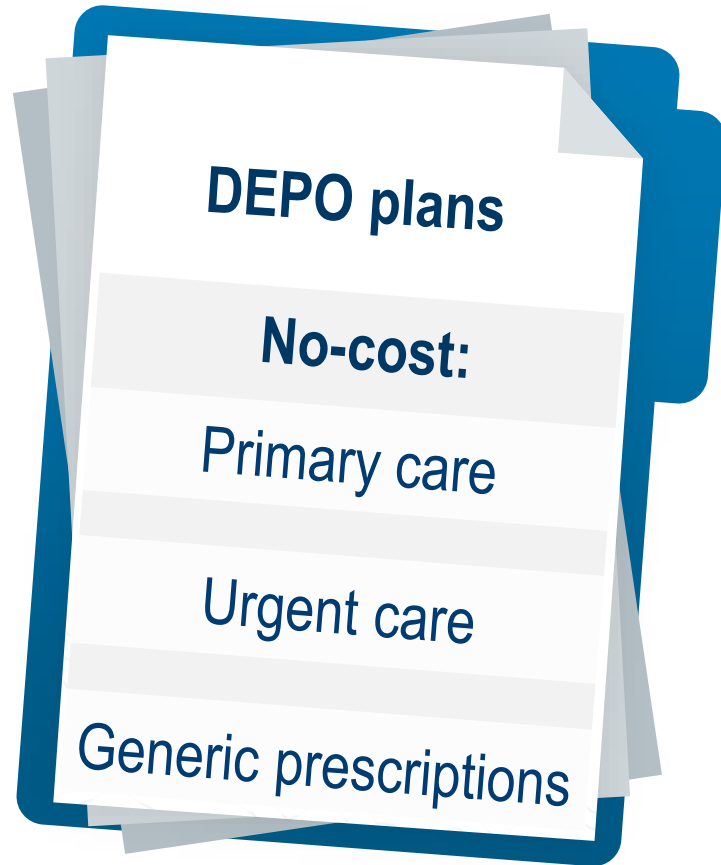 DEPO plans
No-cost:
Primary care
Urgent care
Generic prescriptions